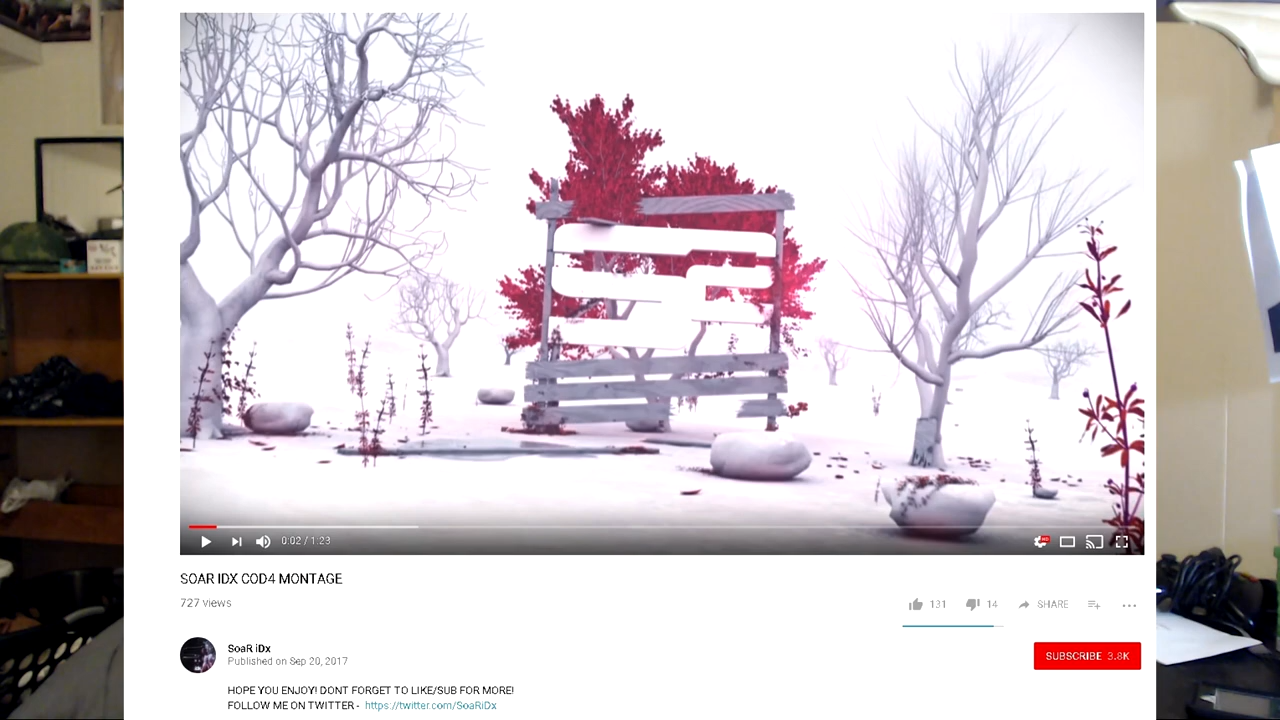 0:02 / 1:23
HD
SOAR IDX COD4 MONTAGE
727 views
131 14 SHARE
SoaR iDx
Published on Sep 20, 2017
SUBSCRIBE 3.8K
HOPE YOU ENJOY! DONT FORGET TO LIKE/SUB FOR MORE!
FOLLOW ME ON TWITTER - https://twitter.com/SoaRiDx